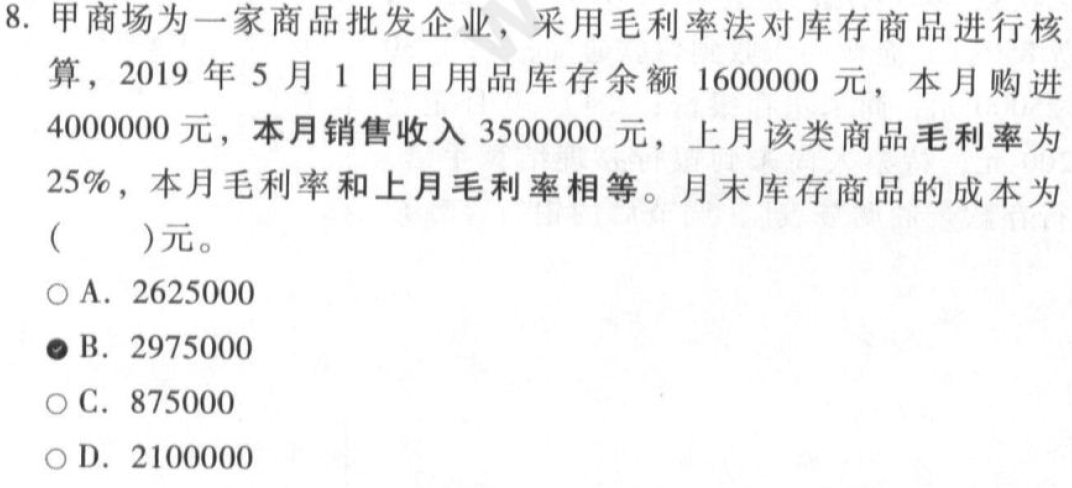 8. 甲商场为一家商品批发企业，采用毛利率法对库存商品进行核
算，2019 年 5 月 1 日日用品库存余额 1600000 元，本月购进
4000000 元，本月销售收入 3500000 元，上月该类商品毛利率为
25%，本月毛利率和上月毛利率相等。月末库存商品的成本为
(　　)元。
○ A. 2625000
B. 2975000
○ C. 875000
○ D. 2100000